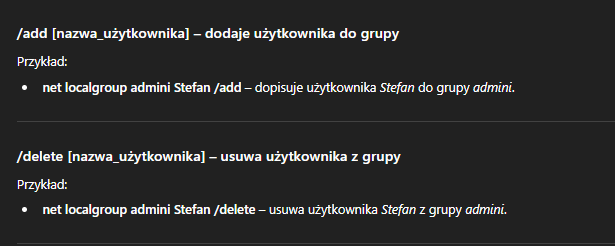 /add [nazwa_użytkownika] – dodaje użytkownika do grupy
Przykład:
• net localgroup admini Stefan /add – dopisuje użytkownika Stefan do grupy admini.
/delete [nazwa_użytkownika] – usuwa użytkownika z grupy
Przykład:
• net localgroup admini Stefan /delete – usuwa użytkownika Stefan z grupy admini.